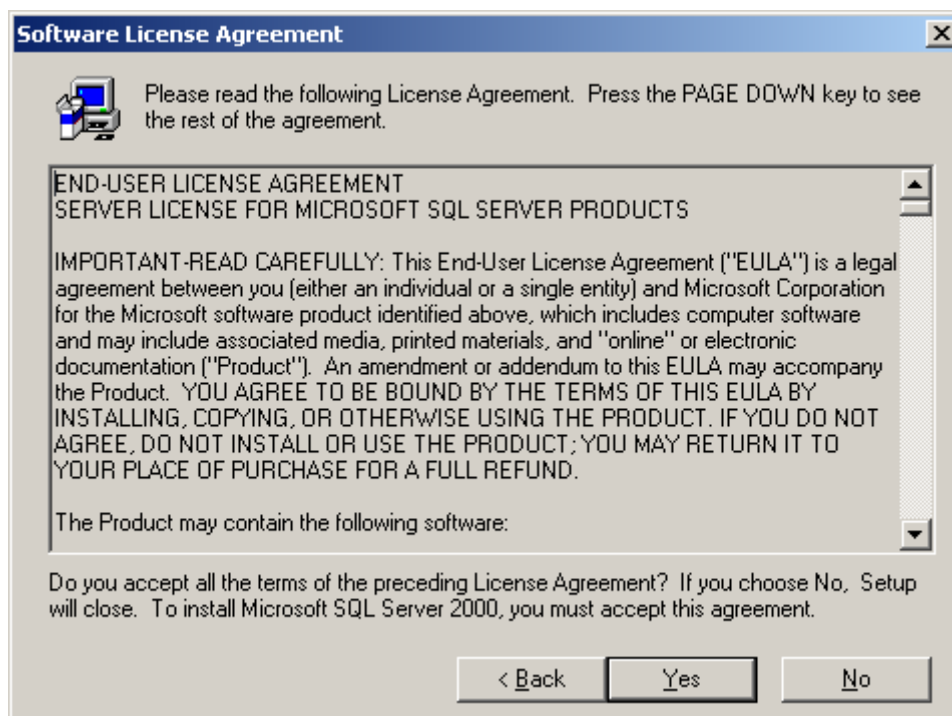 Software License Agreement
Please read the following License Agreement.  Press the PAGE DOWN key to see
the rest of the agreement.
END-USER LICENSE AGREEMENT
SERVER LICENSE FOR MICROSOFT SQL SERVER PRODUCTS
IMPORTANT-READ CAREFULLY: This End-User License Agreement ("EULA") is a legal
agreement between you (either an individual or a single entity) and Microsoft Corporation
for the Microsoft software product identified above, which includes computer software
and may include associated media, printed materials, and "online" or electronic
documentation ("Product").  An amendment or addendum to this EULA may accompany
the Product.  YOU AGREE TO BE BOUND BY THE TERMS OF THIS EULA BY
INSTALLING, COPYING, OR OTHERWISE USING THE PRODUCT. IF YOU DO NOT
AGREE, DO NOT INSTALL OR USE THE PRODUCT; YOU MAY RETURN IT TO
YOUR PLACE OF PURCHASE FOR A FULL REFUND.
The Product may contain the following software:
Do you accept all the terms of the preceding License Agreement?  If you choose No,  Setup
will close.  To install Microsoft SQL Server 2000, you must accept this agreement.
< Back
Yes
No